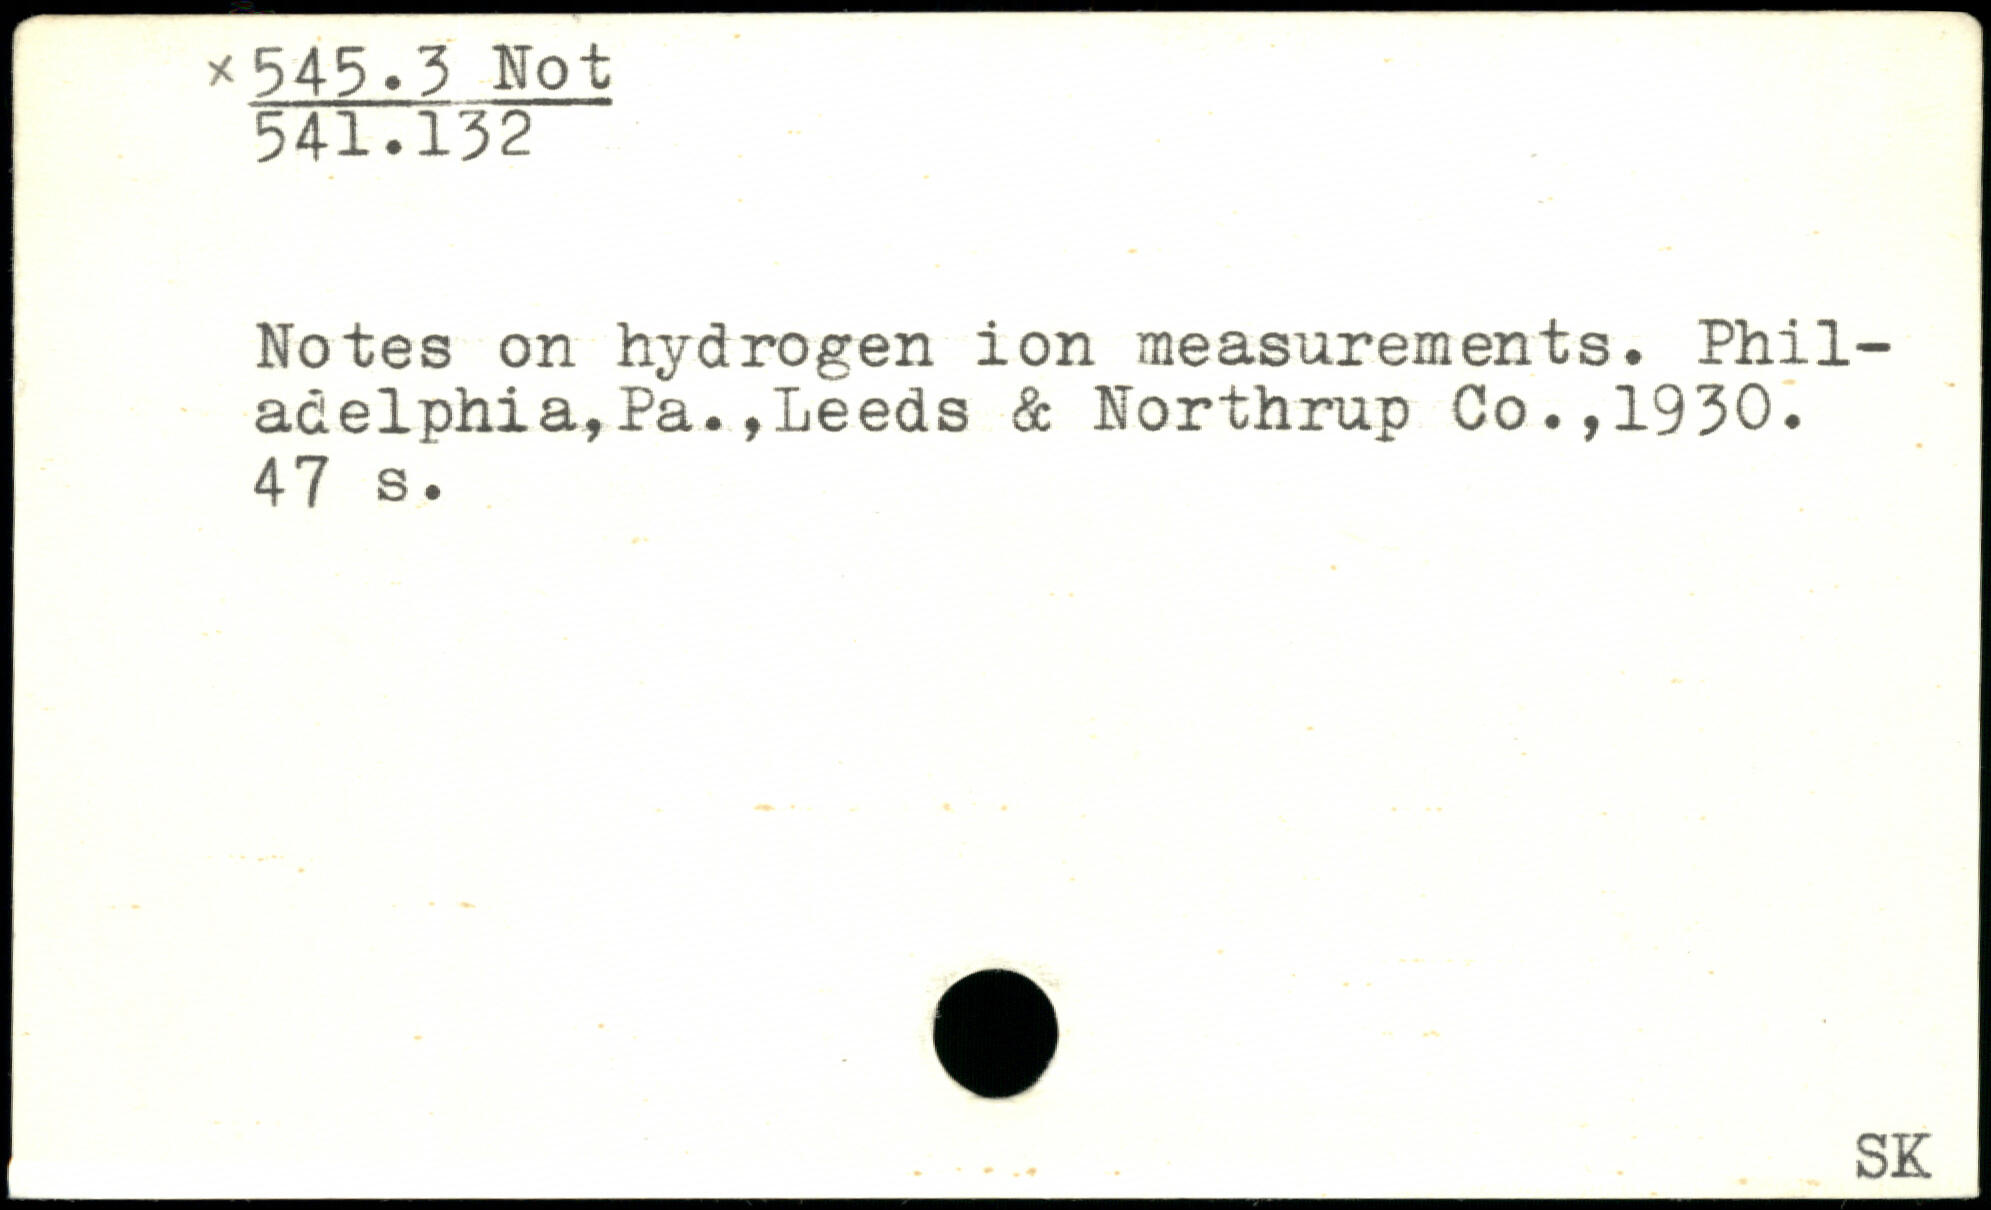 ×545.3 Not
541.132
Notes on hydrogen ion measurements. Phil-
adelphia,Pa.,Leeds & Northrup Co.,1930.
47 s.
SK